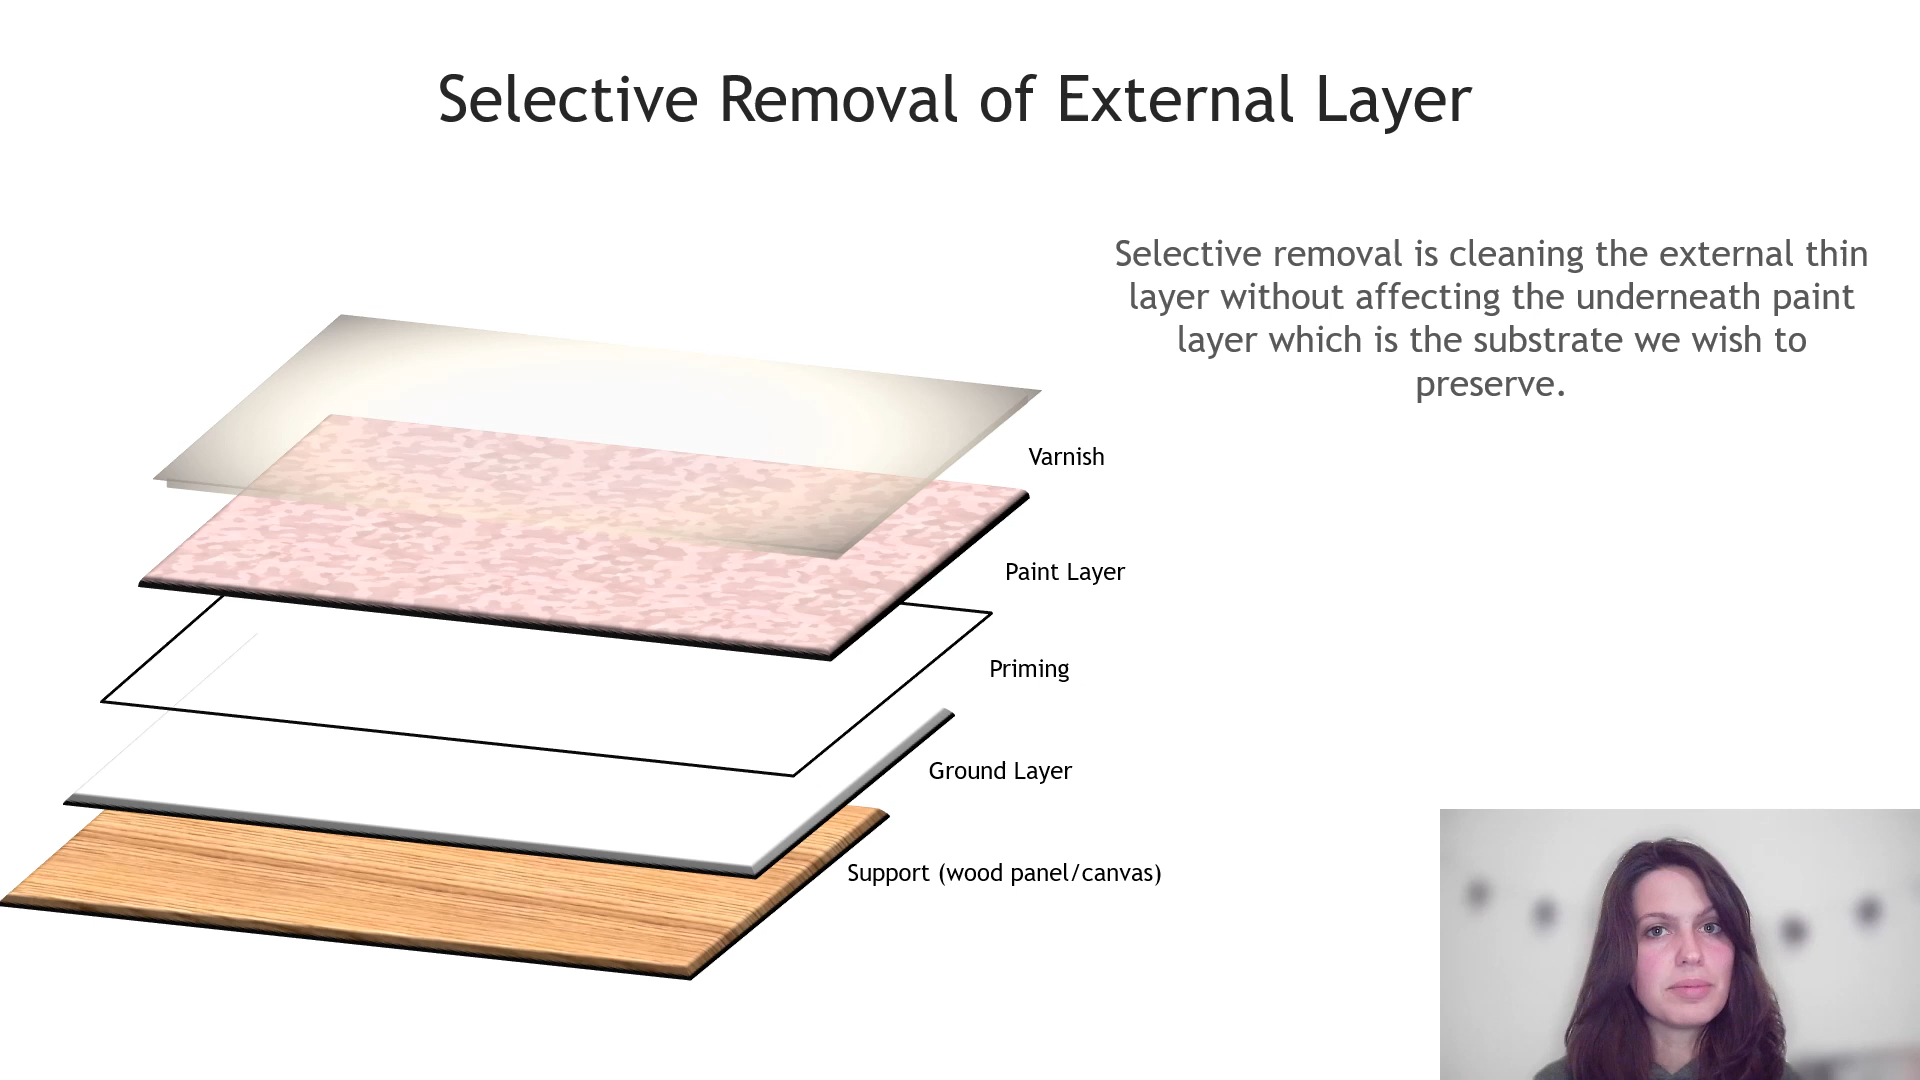 Selective Removal of External Layer
Selective removal is cleaning the external thin
layer without affecting the underneath paint
layer which is the substrate we wish to
preserve.
Varnish
Paint Layer
Priming
Ground Layer
Support (wood panel/canvas)